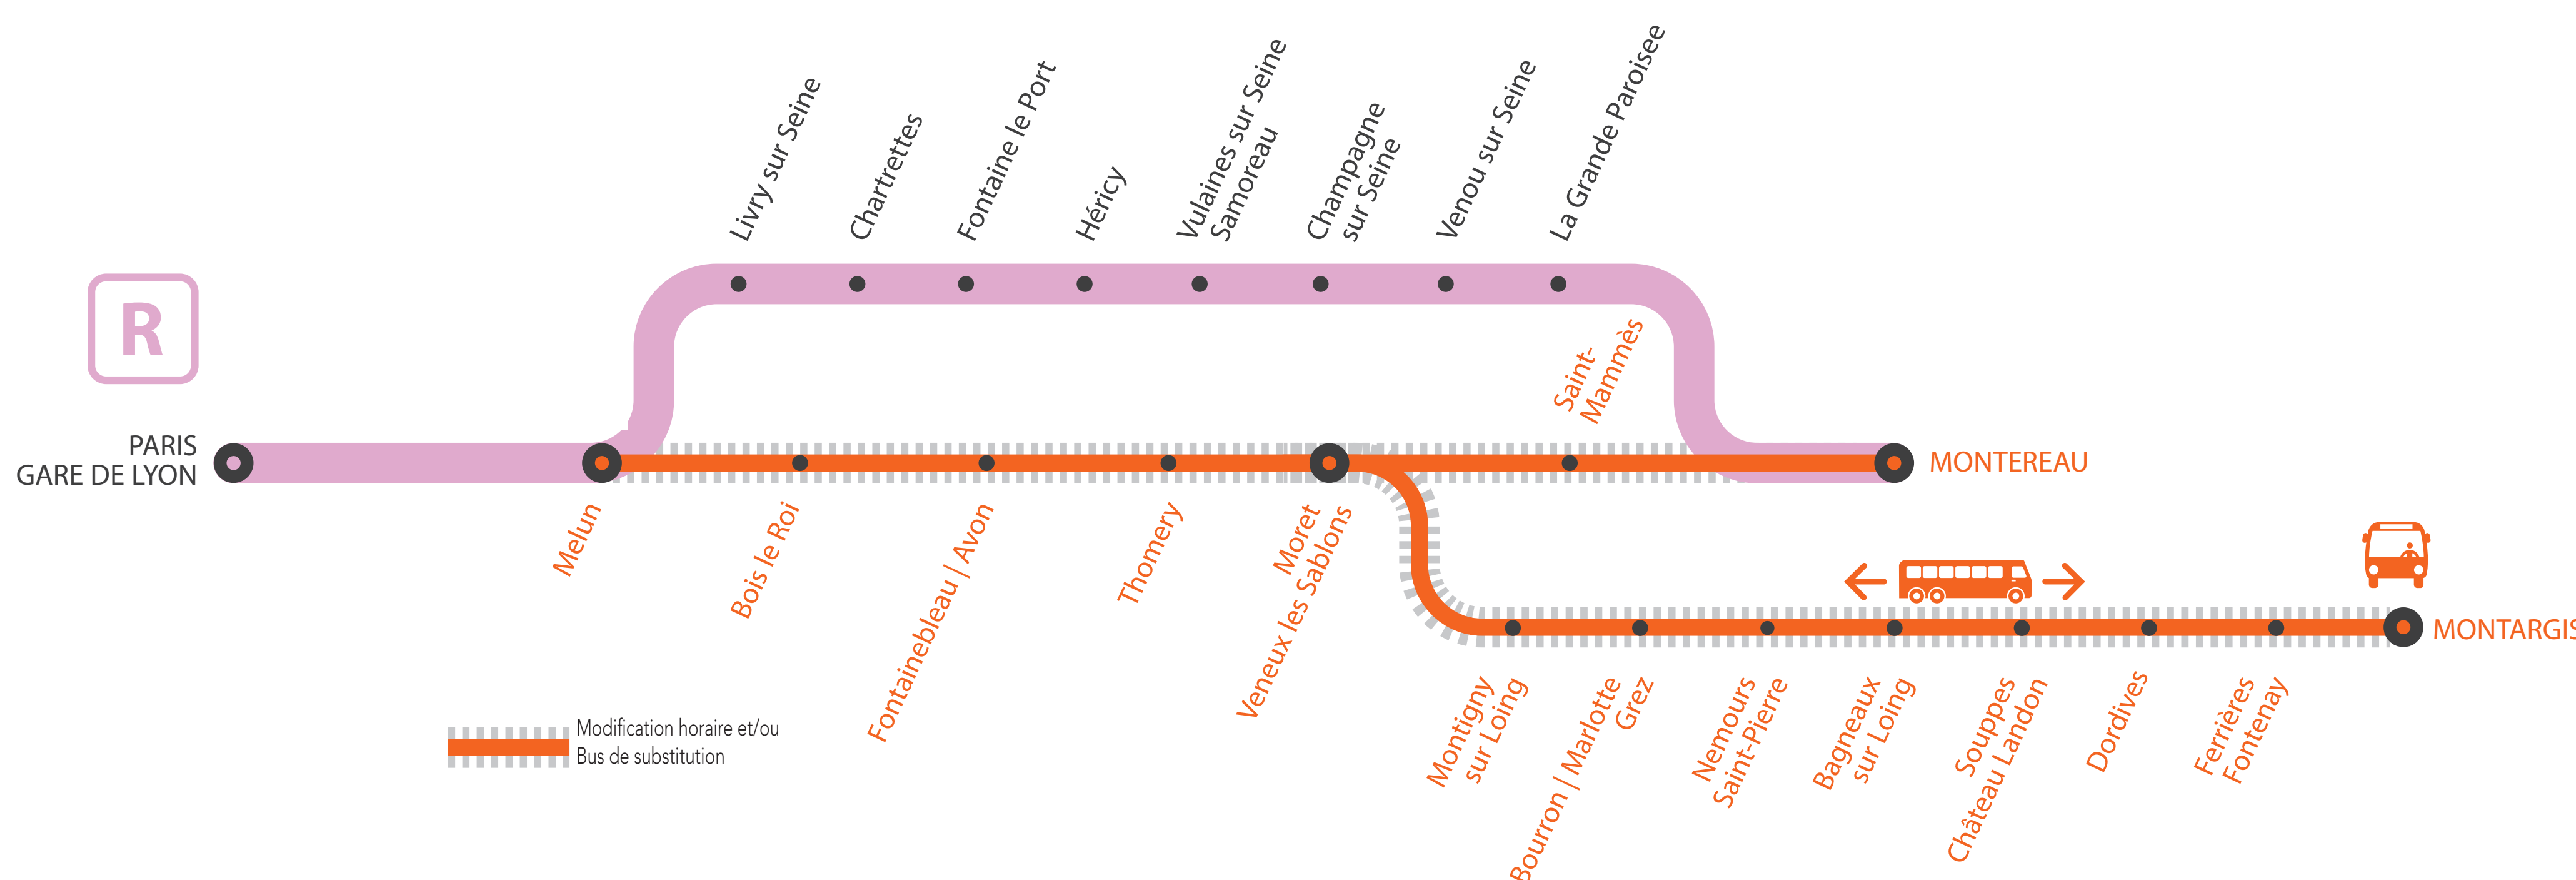 Livry sur Seine
Chartrettes
Fontaine le Port
Héricy
Vulaines sur Seine
Samoreau
Champagne
sur Seine
Venou sur Seine
La Grande Paroisee
R
Saint-
Mammès
PARIS
GARE DE LYON
MONTEREAU
Melun
Bois le Roi
Fontainebleau | Avon
Thomery
Moret
Veneux les Sablons
MONTARGIS
Montigny
sur Loing
Bourron | Marlotte
Grez
Nemours
Saint-Pierre
Bagneaux
sur Loing
Souppes
Château Landon
Dordives
Ferrières
Fontenay
Modification horaire et/ou
Bus de substitution